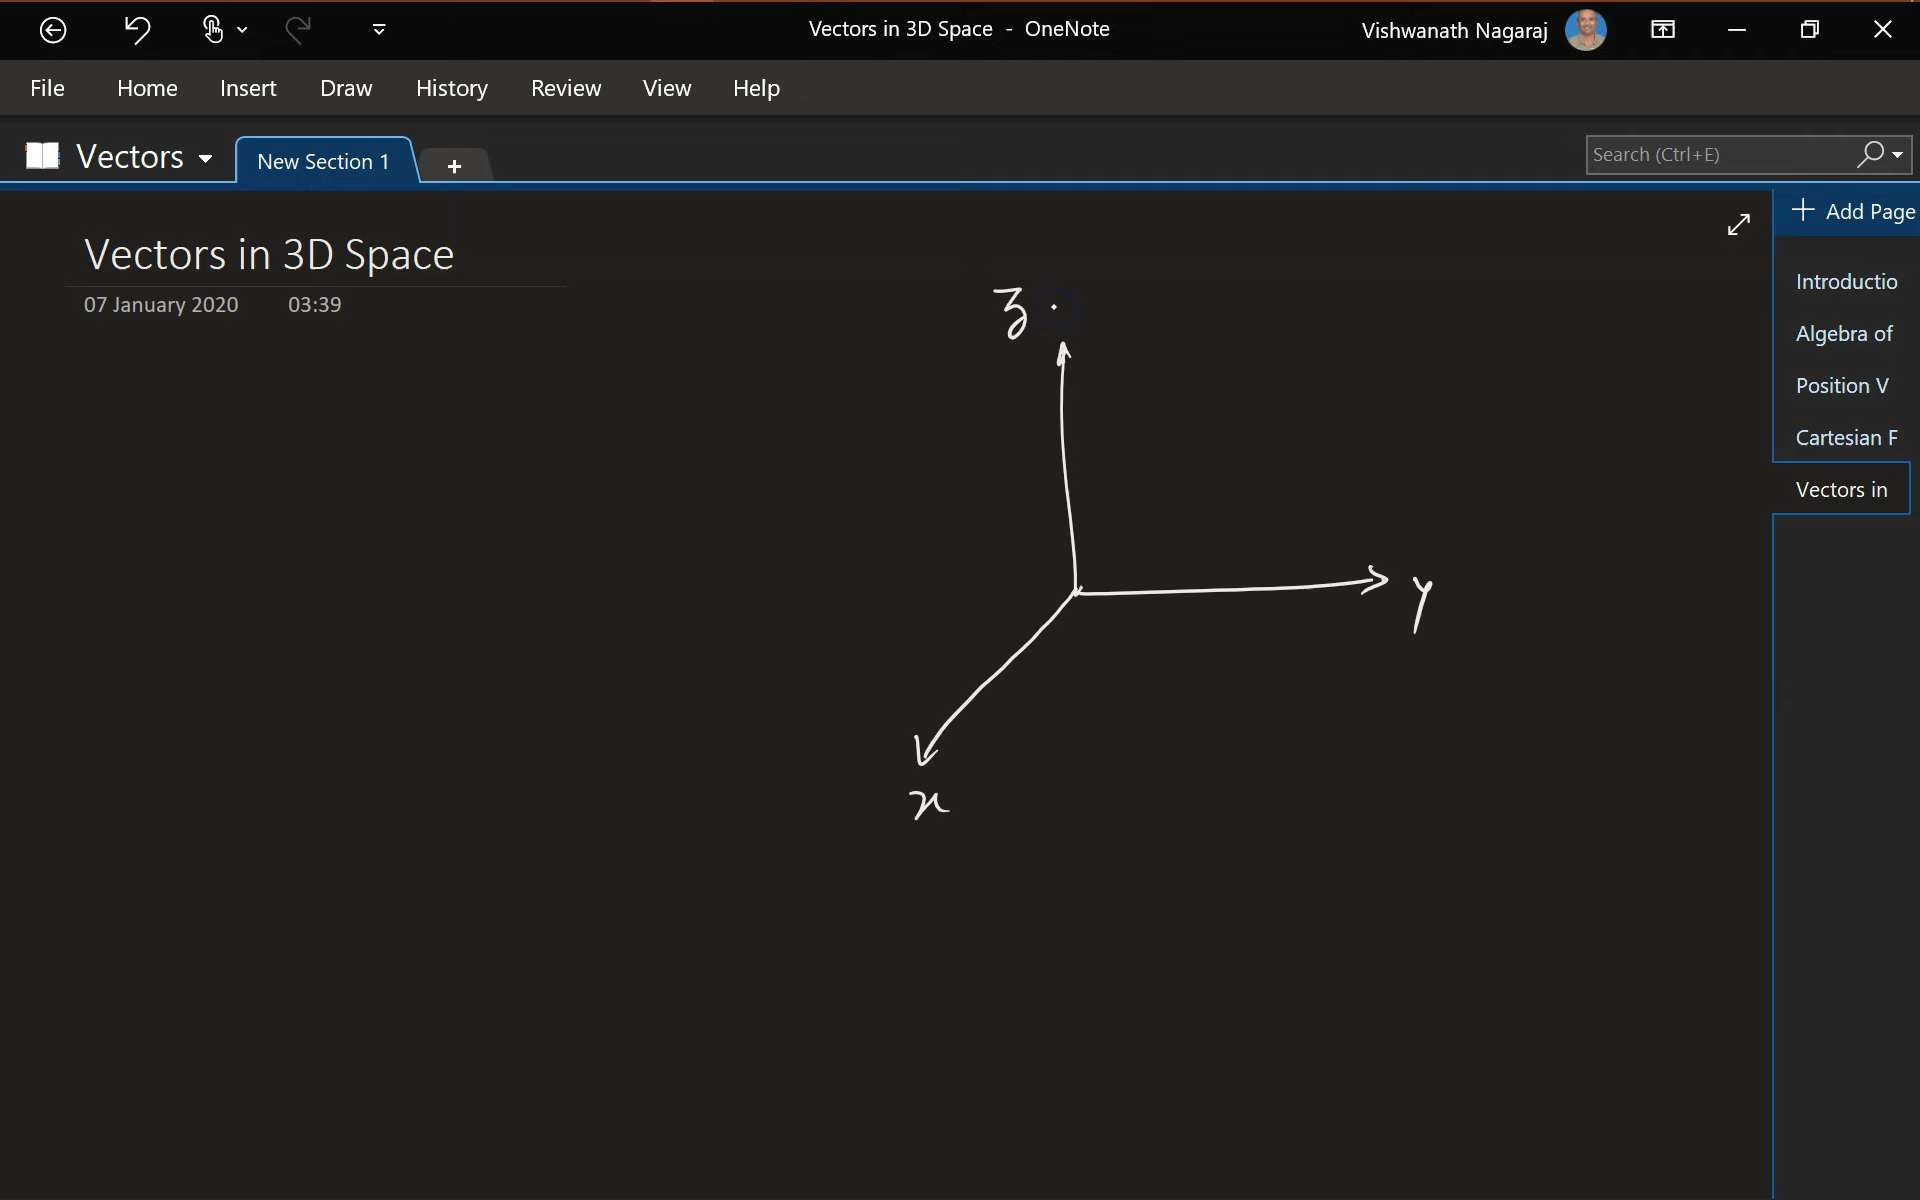 Vectors in 3D Space - OneNote
Vishwanath Nagaraj
File Home Insert Draw History Review View Help
Vectors
New Section 1
+
Search (Ctrl+E)
+ Add Page
Vectors in 3D Space
07 January 2020 03:39
Introductio
Algebra of
Position V
Cartesian F
Vectors in
z
y
x